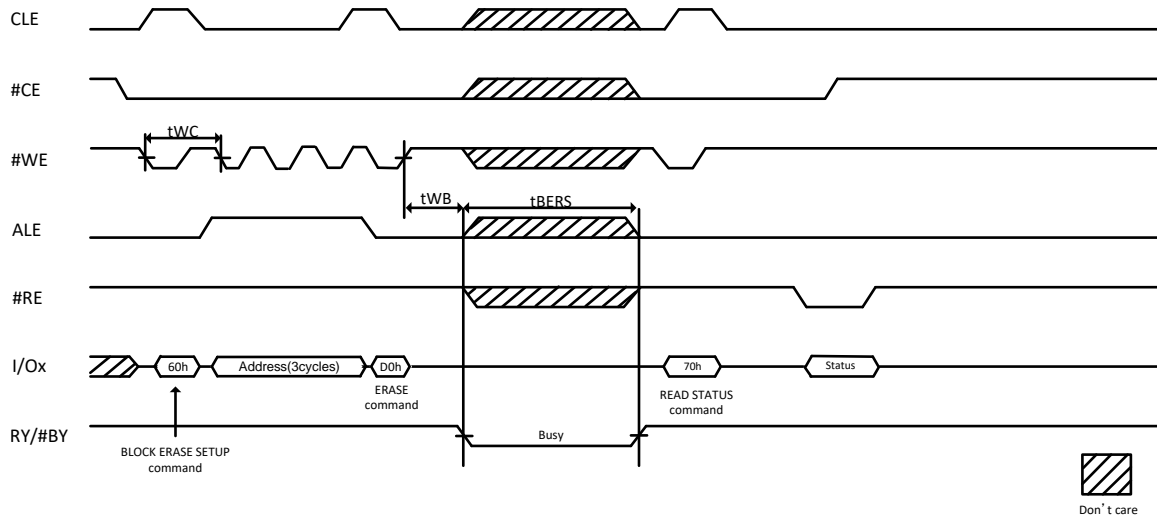 CLE
#CE
tWC
#WE
tWB
tBERS
ALE
#RE
I/Ox
60h
Address(3cycles)
D0h
70h
Status
ERASE
command
READ STATUS
command
RY/#BY
Busy
BLOCK ERASE SETUP
command
Don't care